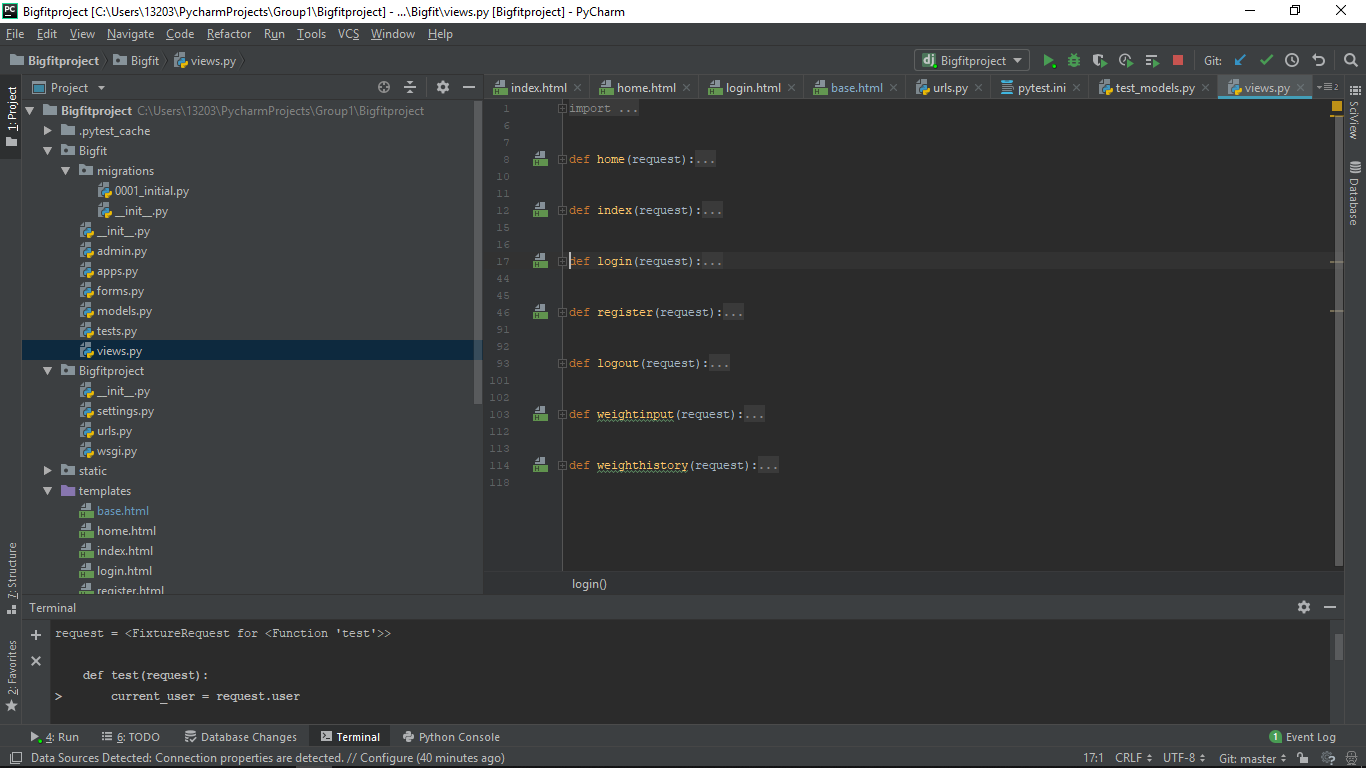 Bigfitproject [C:\Users\13203\PycharmProjects\Group1\Bigfitproject] - ...\Bigfit\views.py [Bigfitproject] - PyCharm
File Edit View Navigate Code Refactor Run Tools VCS Window Help
Bigfitproject Bigfit views.py
Bigfitproject Git:
1: Project
Project
Bigfitproject C:\Users\13203\PycharmProjects\Group1\Bigfitproject
.pytest_cache
Bigfit
migrations
0001_initial.py
__init__.py
__init__.py
admin.py
apps.py
forms.py
models.py
tests.py
views.py
Bigfitproject
__init__.py
settings.py
urls.py
wsgi.py
static
templates
base.html
home.html
index.html
login.html
register.html
index.html home.html login.html base.html urls.py pytest.ini test_models.py views.py 2
1 import ...
6
7
8 def home(request):...
10
11
12 def index(request):...
15
16
17 def login(request):...
44
45
46 def register(request):...
91
92
93 def logout(request):...
101
102
103 def weightinput(request):...
112
113
114 def weighthistory(request):...
118
login()
SciView
Database
7: Structure
2: Favorites
Terminal
request = <FixtureRequest for <Function 'test'>>
def test(request):
> current_user = request.user
4: Run 6: TODO Database Changes Terminal Python Console 1 Event Log
Data Sources Detected: Connection properties are detected. // Configure (40 minutes ago) 17:1 CRLF UTF-8 Git: master